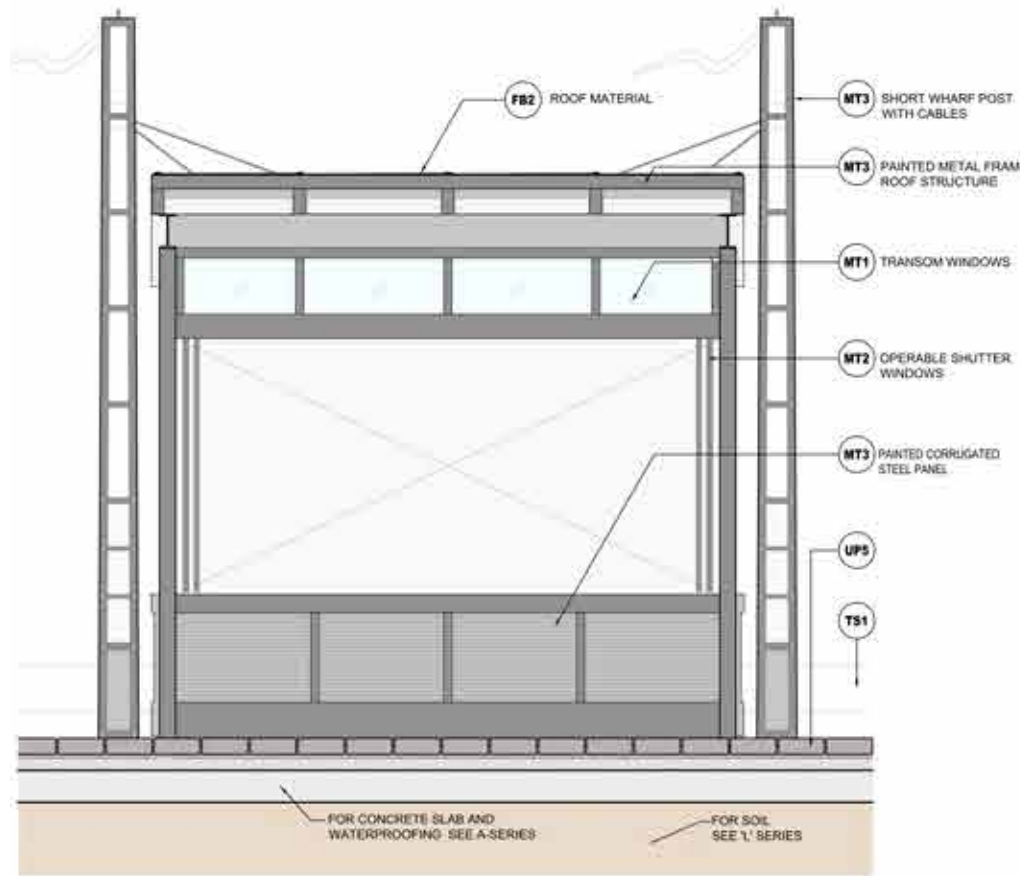 FB2 ROOF MATERIAL
MT3 SHORT WHARF POST
WITH CABLES
MT3 PAINTED METAL FRAM
ROOF STRUCTURE
MT1 TRANSOM WINDOWS
MT2 OPERABLE SHUTTER
WINDOWS
MT3 PAINTED CORRUGATED
STEEL PANEL
UP5
TS1
FOR CONCRETE SLAB AND
WATERPROOFING SEE A-SERIES
FOR SOIL
SEE 'L' SERIES